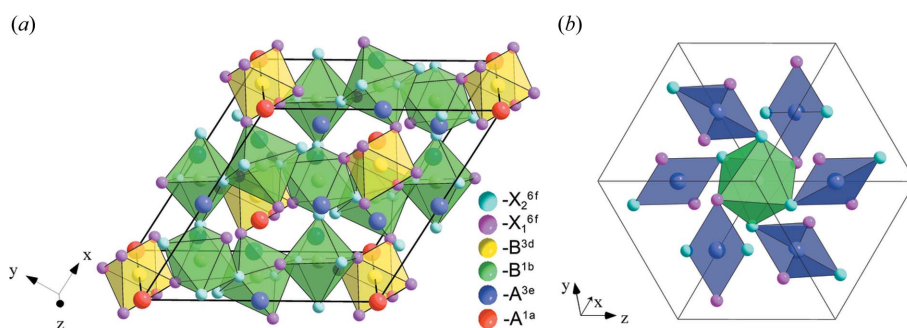 (a)
(b)
-X₂⁶ᶠ
-X₁⁶ᶠ
-B³ᵈ
-B¹ᵇ
-A³ᵉ
-A¹ᵃ
y
x
z
y
x
z